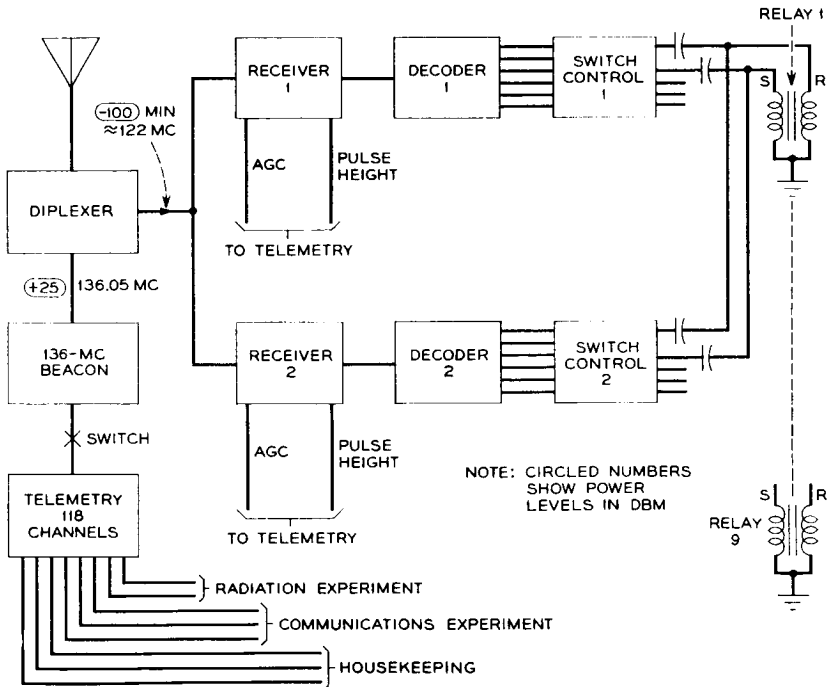 RELAY 1
RECEIVER
1
DECODER
1
SWITCH
CONTROL
1
S
R
-100 MIN
≈122 MC
AGC
PULSE
HEIGHT
DIPLEXER
TO TELEMETRY
+25 136.05 MC
136-MC
BEACON
RECEIVER
2
DECODER
2
SWITCH
CONTROL
2
SWITCH
AGC
PULSE
HEIGHT
NOTE: CIRCLED NUMBERS
SHOW POWER
LEVELS IN DBM
TELEMETRY
118
CHANNELS
S
R
RELAY
9
TO TELEMETRY
RADIATION EXPERIMENT
COMMUNICATIONS EXPERIMENT
HOUSEKEEPING